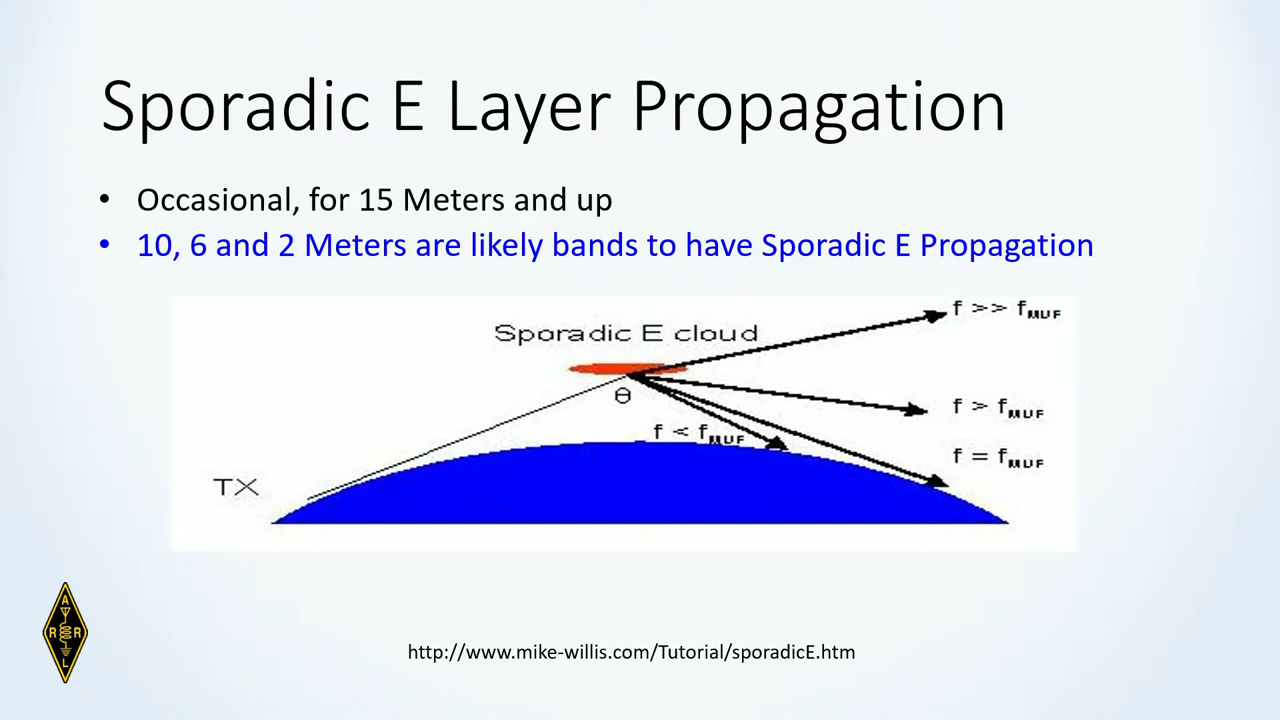 Sporadic E Layer Propagation
• Occasional, for 15 Meters and up
• 10, 6 and 2 Meters are likely bands to have Sporadic E Propagation
f >> fMUF
Sporadic E cloud
θ
f > fMUF
f < fMUF
f = fMUF
TX
A
R R
L
http://www.mike-willis.com/Tutorial/sporadicE.htm